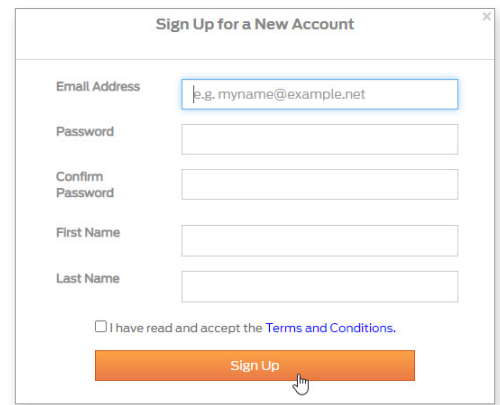 Sign Up for a New Account
×
Email Address
e.g. myname@example.net
Password
Confirm
Password
First Name
Last Name
I have read and accept the Terms and Conditions.
Sign Up